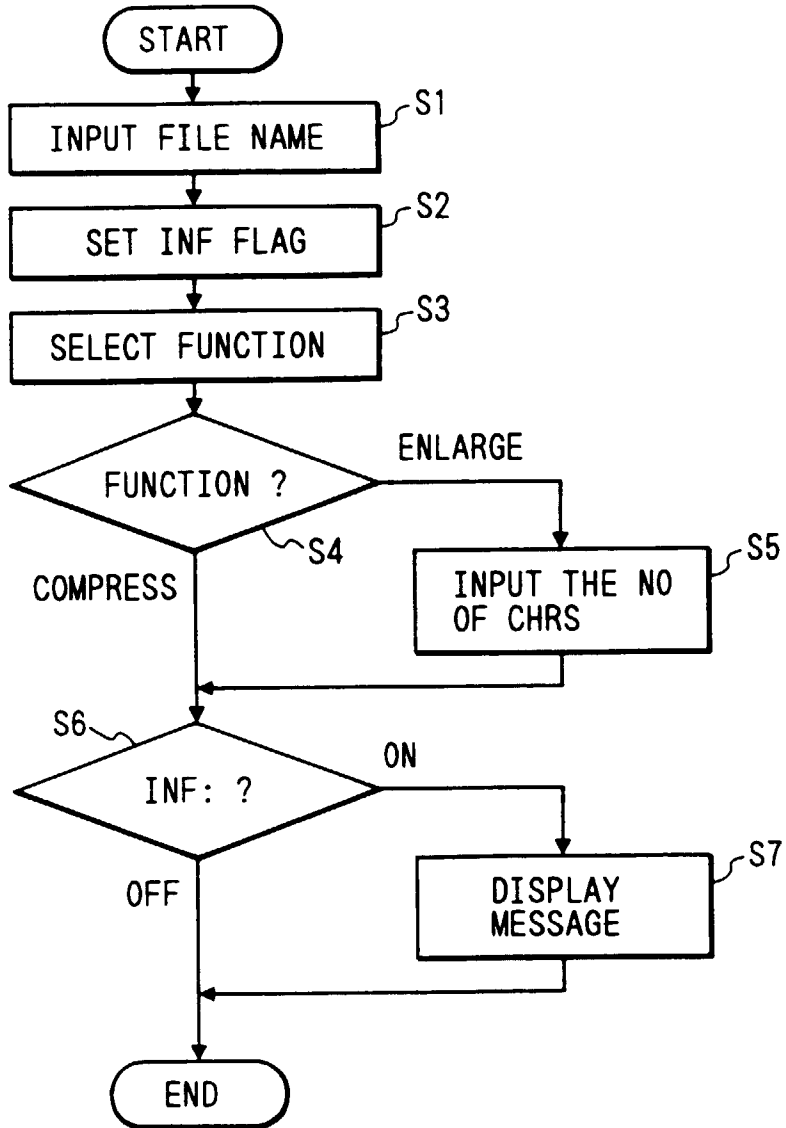 START
INPUT FILE NAME
S1
SET INF FLAG
S2
SELECT FUNCTION
S3
FUNCTION ?
S4
ENLARGE
COMPRESS
INPUT THE NO
OF CHRS
S5
S6
INF: ?
ON
OFF
DISPLAY
MESSAGE
S7
END